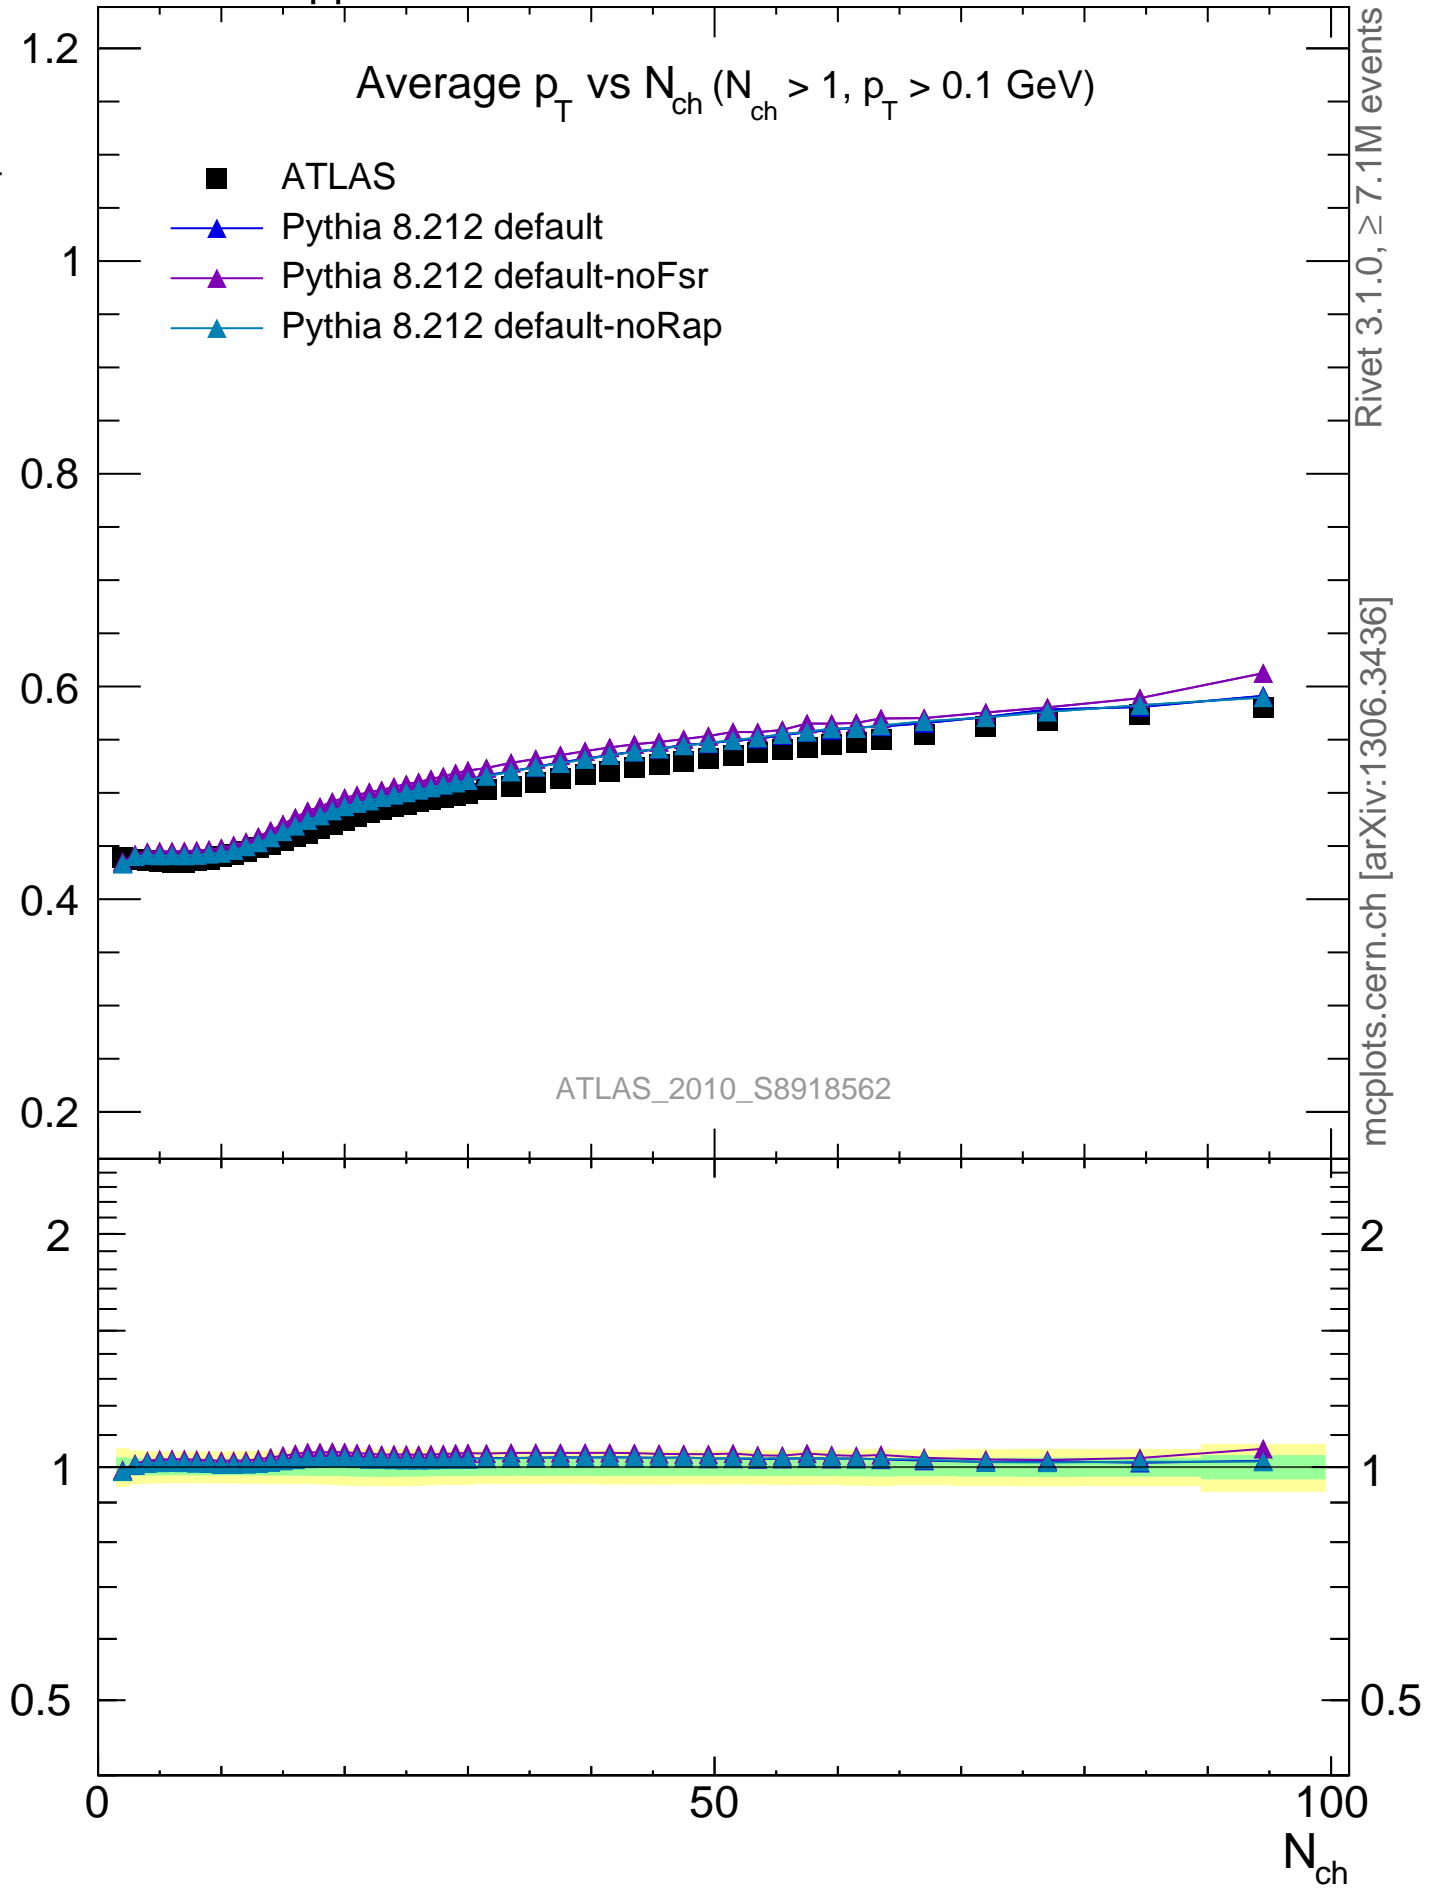 Average p_T vs N_ch (N_ch > 1, p_T > 0.1 GeV)
ATLAS
Pythia 8.212 default
Pythia 8.212 default-noFsr
Pythia 8.212 default-noRap
1.2
1
0.8
0.6
0.4
0.2
ATLAS_2010_S8918562
Rivet 3.1.0, ≥ 7.1M events
mcplots.cern.ch [arXiv:1306.3436]
2
1
0.5
2
1
0.5
0
50
100
N_ch